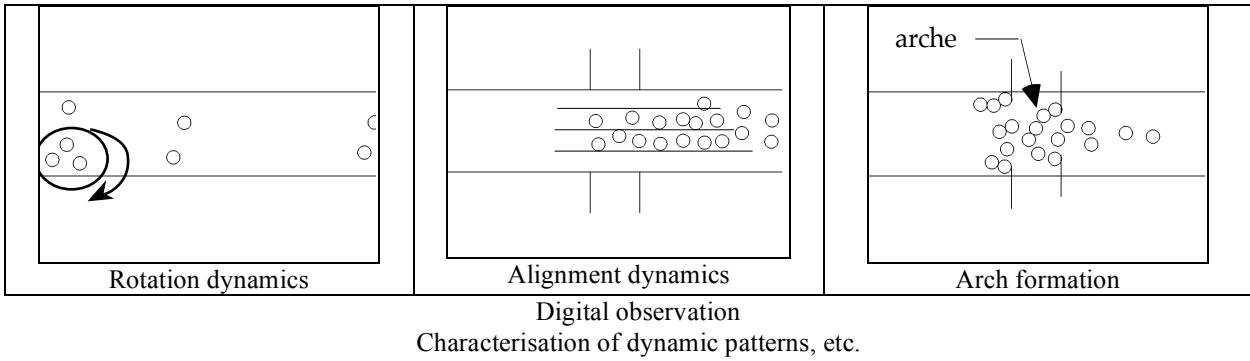 arche
Rotation dynamics
Alignment dynamics
Arch formation
Digital observation
Characterisation of dynamic patterns, etc.